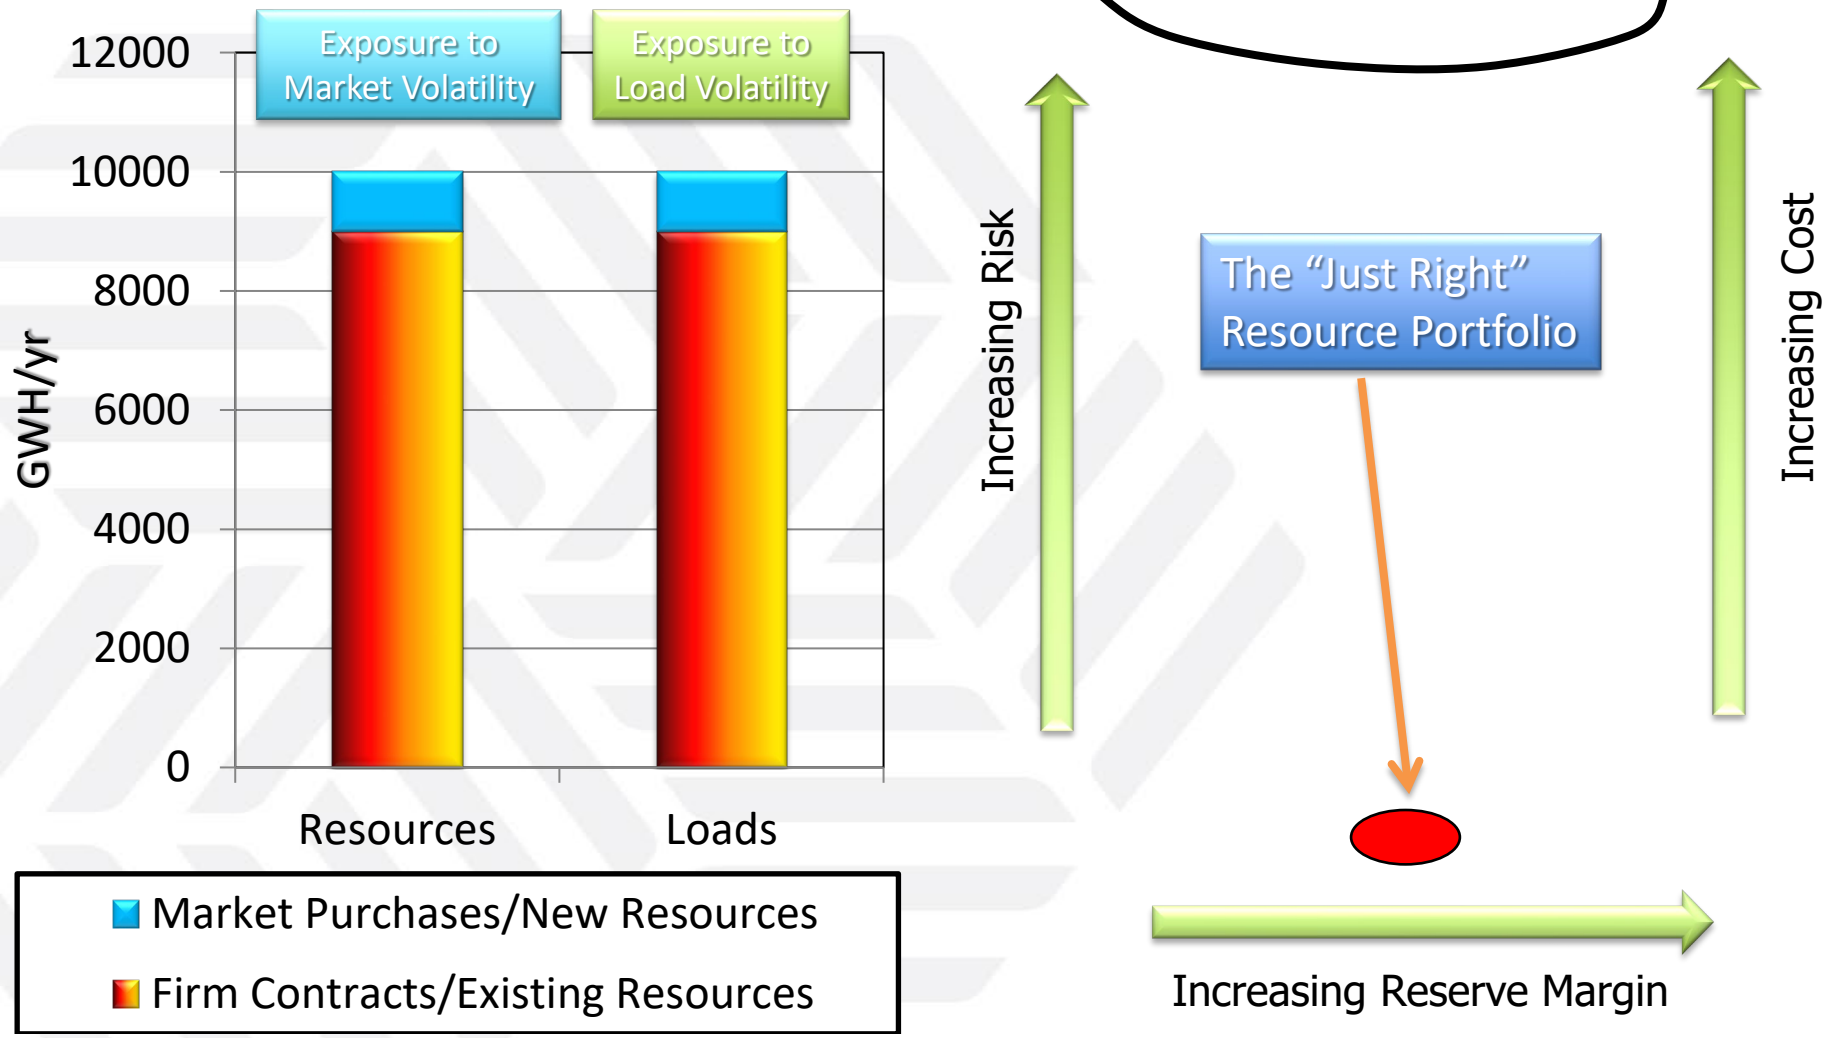 Exposure to
Market Volatility
Exposure to
Load Volatility
12000
10000
8000
6000
4000
2000
0
GWH/yr
Resources
Loads
Market Purchases/New Resources
Firm Contracts/Existing Resources
Increasing Risk
The “Just Right”
Resource Portfolio
Increasing Cost
Increasing Reserve Margin